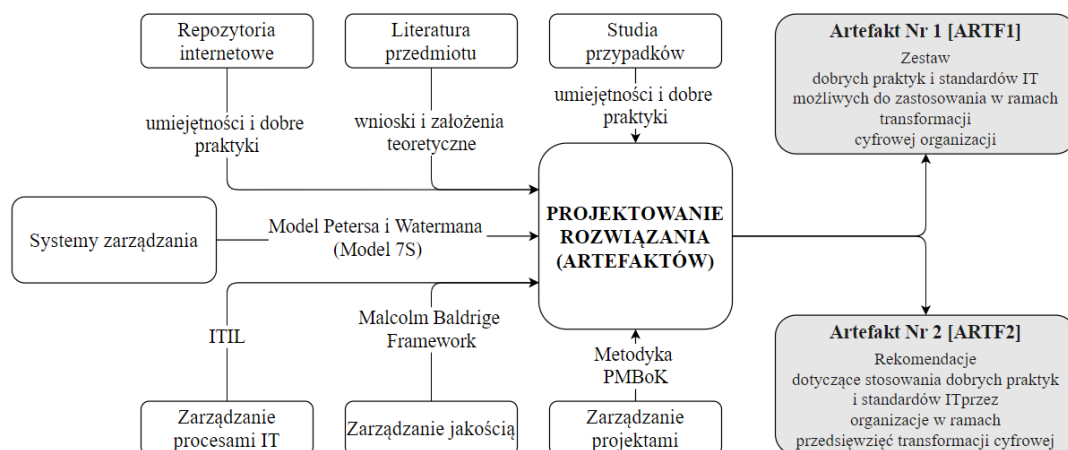 Repozytoria
internetowe
Literatura
przedmiotu
Studia
przypadków
Artefakt Nr 1 [ARTF1]
Zestaw
dobrych praktyk i standardów IT
możliwych do zastosowania w ramach
transformacji
cyfrowej organizacji
umiejętności i dobre
praktyki
wnioski i założenia
teoretyczne
umiejętności i dobre
praktyki
Systemy zarządzania
Model Petersa i Watermana
(Model 7S)
PROJEKTOWANIE
ROZWIĄZANIA
(ARTEFAKTÓW)
ITIL
Malcolm Baldrige
Framework
Metodyka
PMBoK
Artefakt Nr 2 [ARTF2]
Rekomendacje
dotyczące stosowania dobrych praktyk
i standardów ITprzez
organizacje w ramach
przedsięwzięć transformacji cyfrowej
Zarządzanie
procesami IT
Zarządzanie jakością
Zarządzanie
projektami